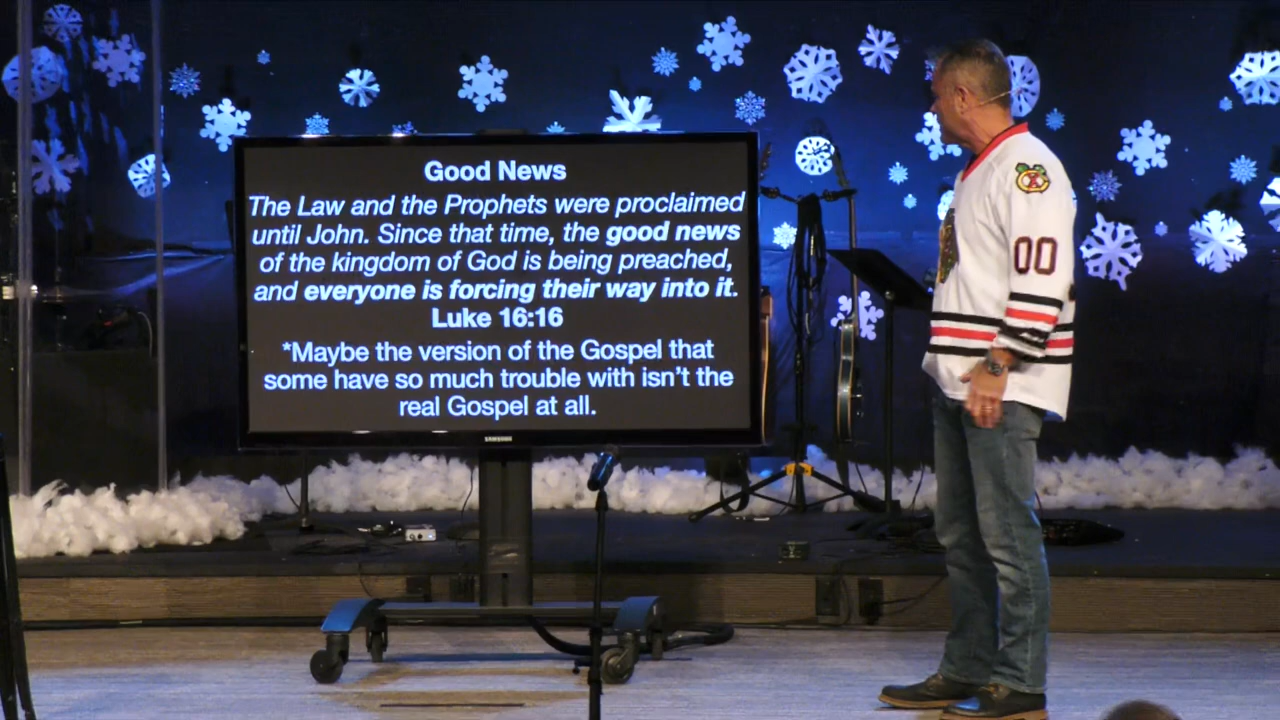 Good News
The Law and the Prophets were proclaimed
until John. Since that time, the good news
of the kingdom of God is being preached,
and everyone is forcing their way into it.
Luke 16:16
*Maybe the version of the Gospel that
some have so much trouble with isn't the
real Gospel at all.
SAMSUNG
00